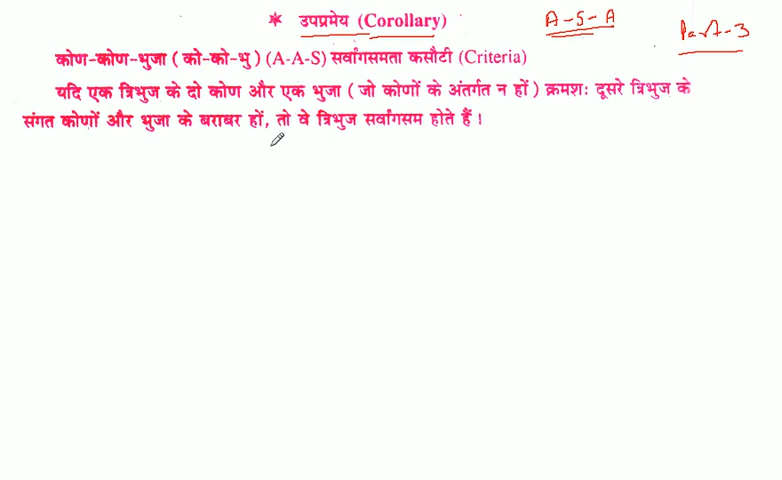 * उपप्रमेय (Corollary)
A-S-A
Part-3
कोण-कोण-भुजा ( को-को-भु ) (A-A-S) सर्वांगसमता कसौटी (Criteria)
यदि एक त्रिभुज के दो कोण और एक भुजा ( जो कोणों के अंतर्गत न हों ) क्रमशः दूसरे त्रिभुज के
संगत कोणों और भुजा के बराबर हों, तो वे त्रिभुज सर्वांगसम होते हैं ।